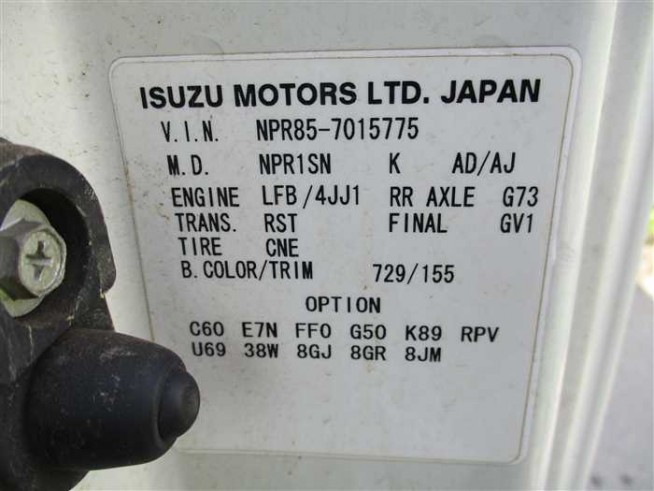 ISUZU MOTORS LTD. JAPAN
V.I.N. NPR85-7015775
M.D. NPR1SN K AD/AJ
ENGINE LFB/4JJ1 RR AXLE G73
TRANS. RST FINAL GV1
TIRE CNE
B.COLOR/TRIM 729/155
OPTION
C60 E7N FF0 G50 K89 RPV
U69 38W 8GJ 8GR 8JM